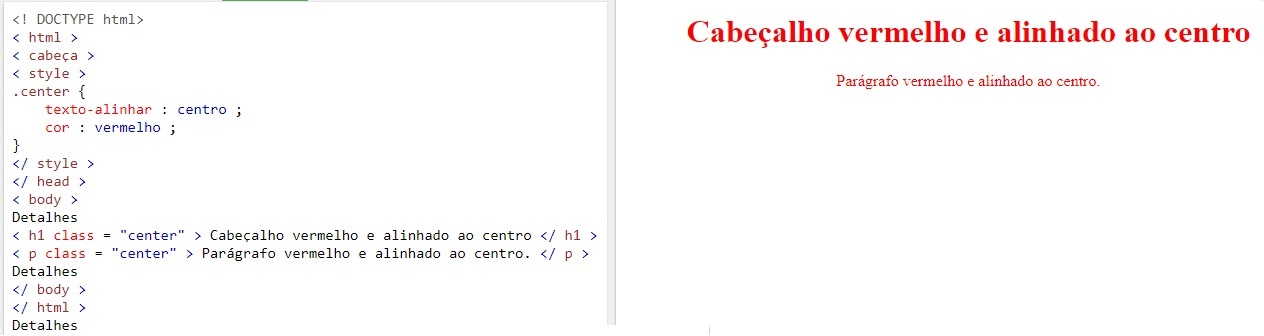 <! DOCTYPE html>
< html >
< cabeça >
< style >
.center {
    texto-alinhar : centro ;
    cor : vermelho ;
}
</ style >
</ head >
< body >
Detalhes
< h1 class = "center" > Cabeçalho vermelho e alinhado ao centro </ h1 >
< p class = "center" > Parágrafo vermelho e alinhado ao centro. </ p >
Detalhes
</ body >
</ html >
Detalhes
Cabeçalho vermelho e alinhado ao centro
Parágrafo vermelho e alinhado ao centro.